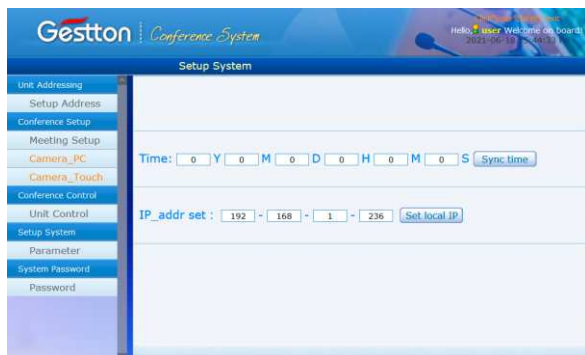 Gestton Conference System
Hello, user Welcome on board!
Setup System
Unit Addressing
Setup Address
Conference Setup
Meeting Setup
Camera_PC
Camera_Touch
Conference Control
Unit Control
Setup System
Parameter
System Password
Password
Time: 0 Y 0 M 0 D 0 H 0 M 0 S Sync time
IP_addr set : 192 - 168 - 1 - 236 Set local IP